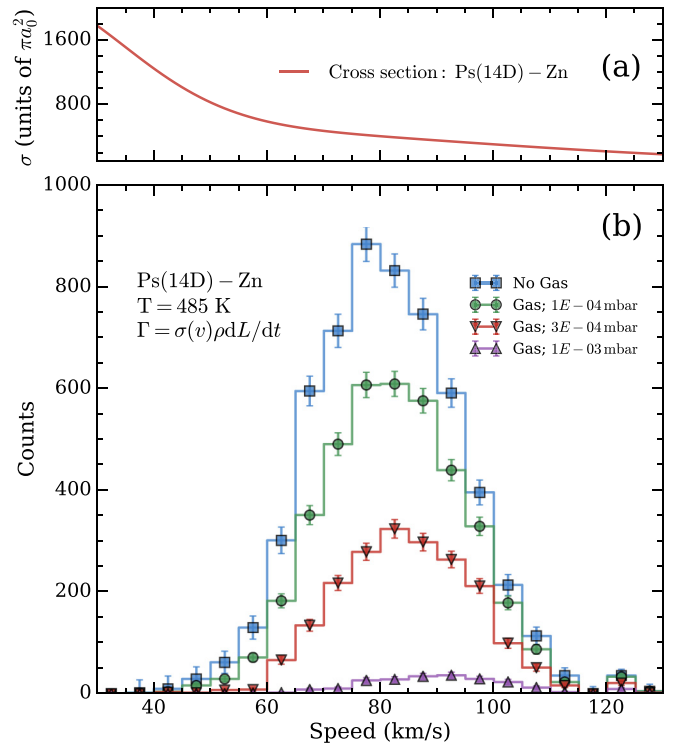 1600
800
σ (units of πa₀²)
Cross section: Ps(14D) − Zn
(a)
1000
800
600
400
200
0
Counts
(b)
Ps(14D) − Zn
T = 485 K
Γ = σ(v)ρdL/dt
No Gas
Gas; 1E−04 mbar
Gas; 3E−04 mbar
Gas; 1E−03 mbar
40 60 80 100 120
Speed (km/s)